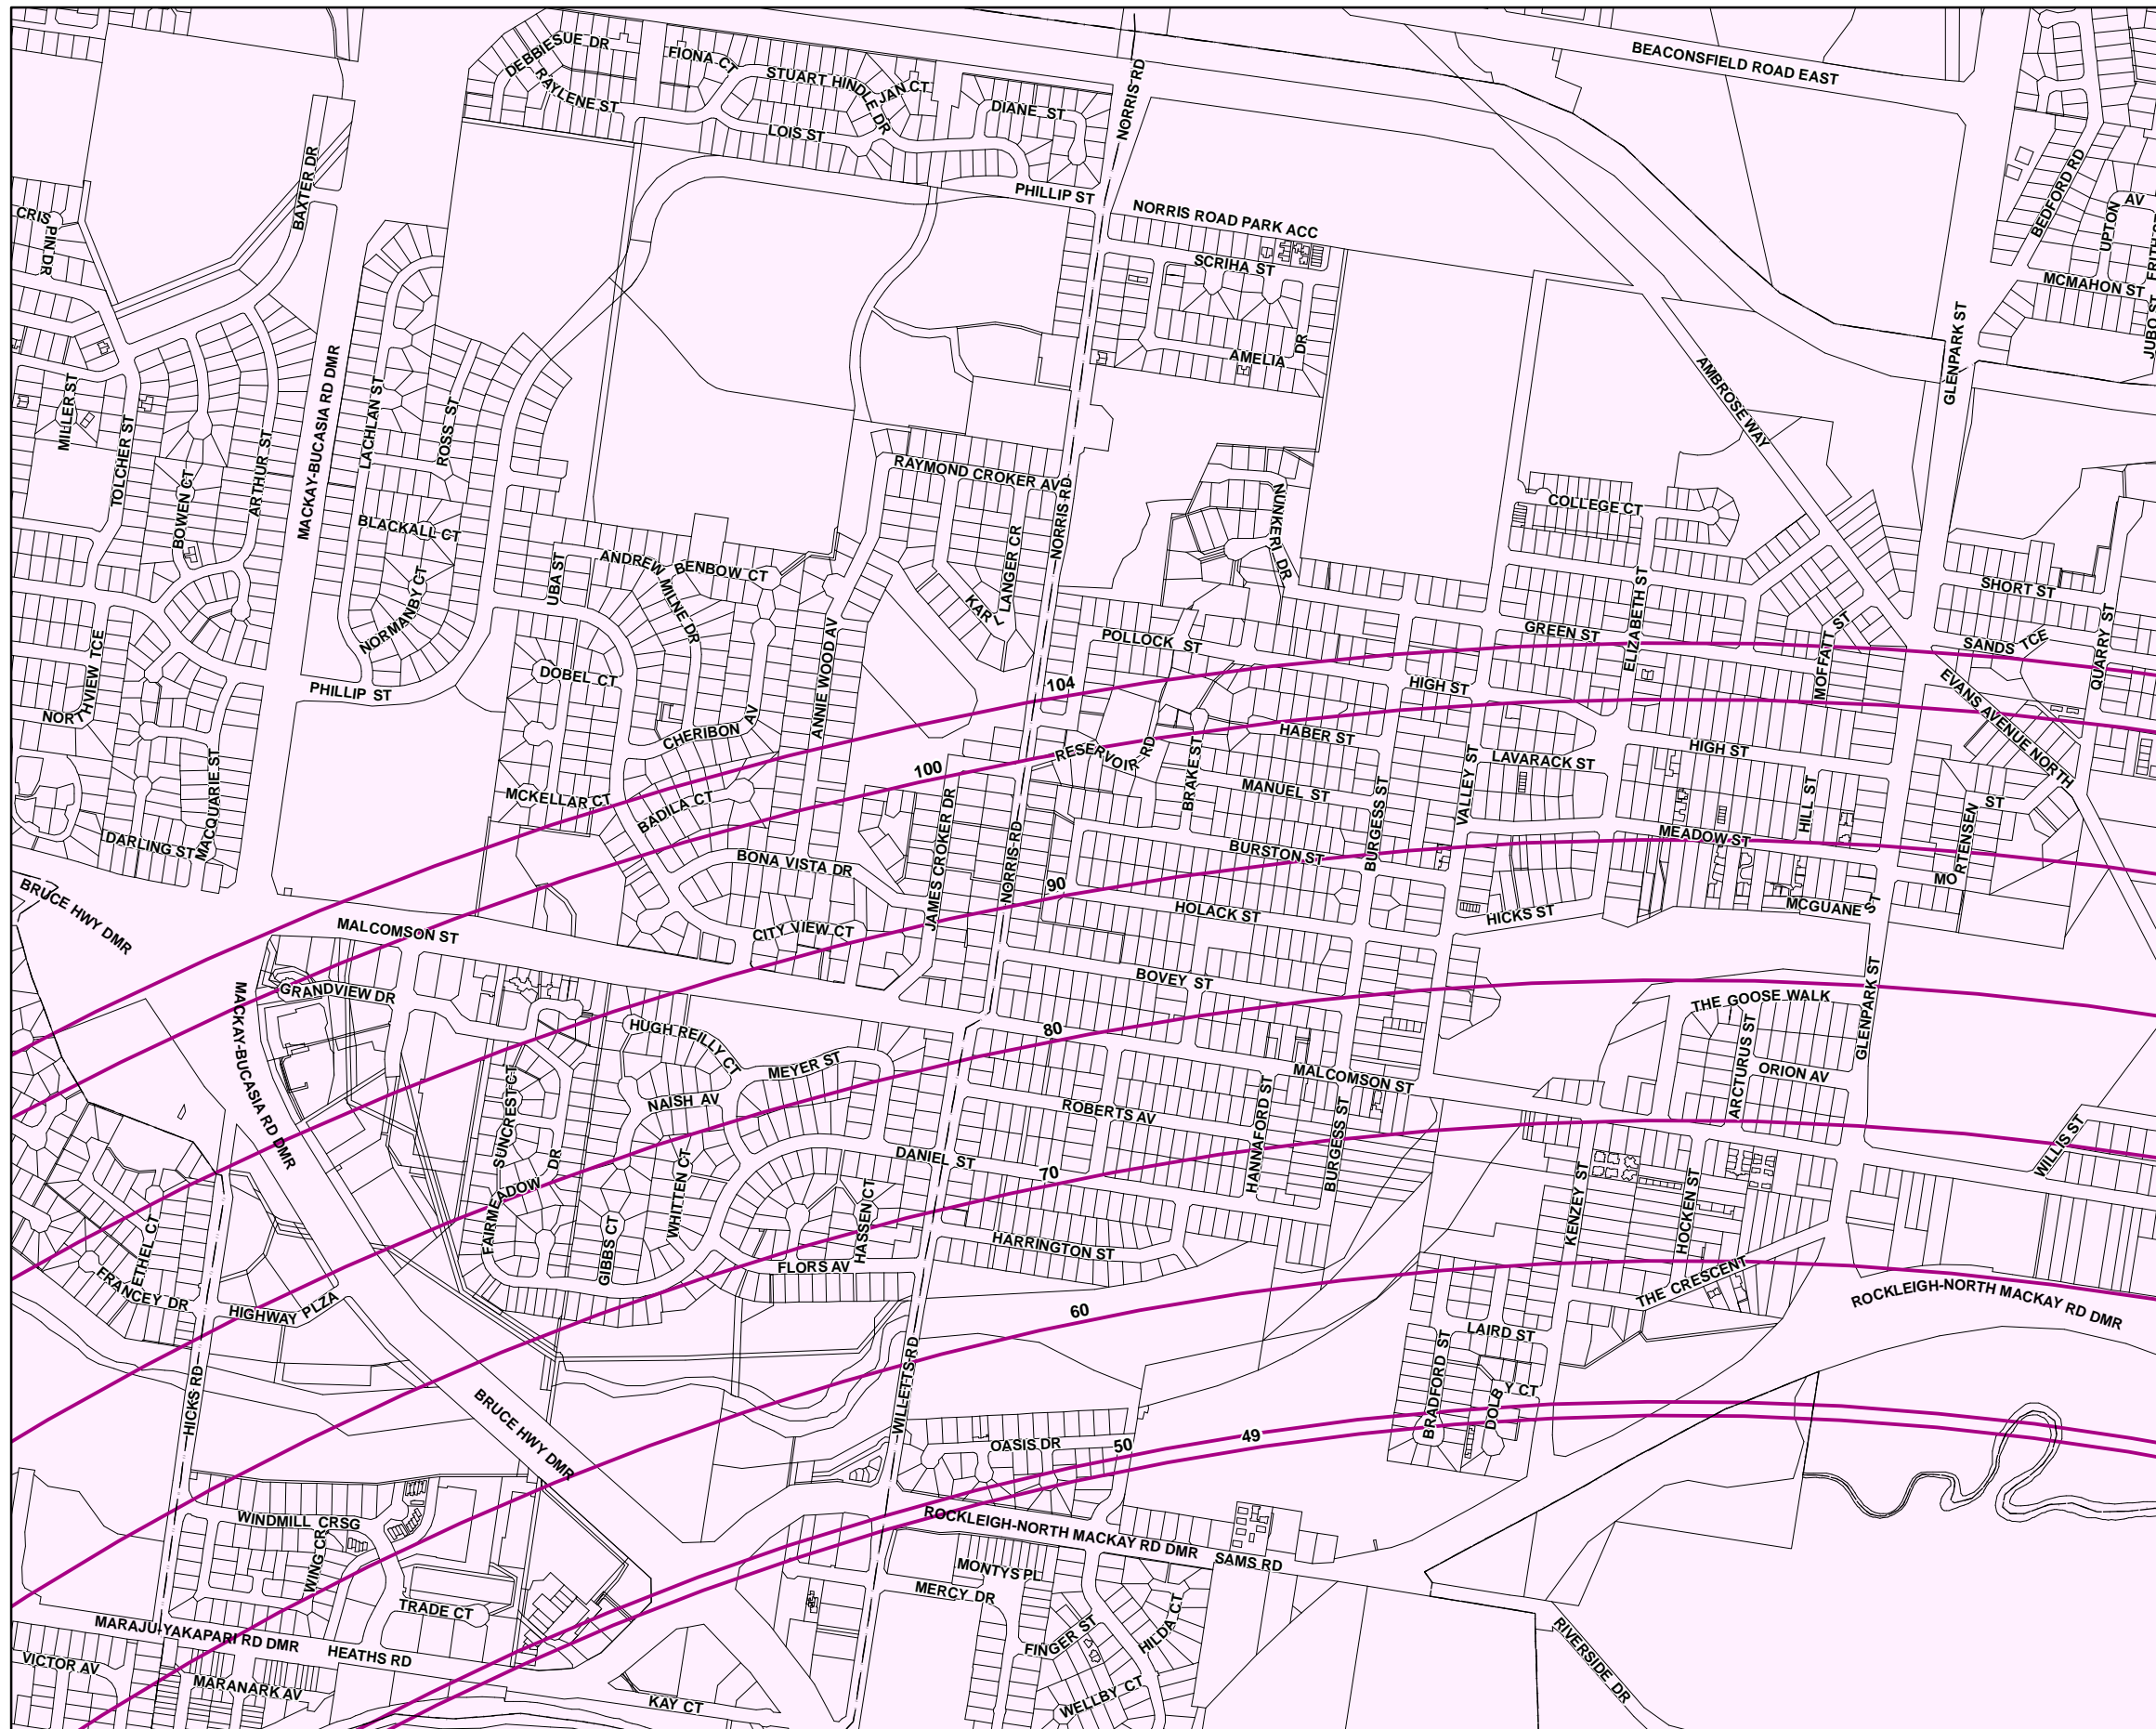 BEACONSFIELD ROAD EAST
DEBBIE
SUE DR
FIONA CT
STUART HINDLE DR
JAN CT
RAYLENE ST
LOIS ST
DIANE ST
NORRIS RD
PHILLIP ST
NORRIS ROAD PARK ACC
BAXTER DR
CRISPIN DR
BEDFORD RD
UPTON
AV
MCMAHON ST
JUBO ST
SCRIHA ST
AMELIA DR
GLENPARK ST
AMBROSE WAY
MILLER ST
TOLCHER ST
BOWEN CT
ARTHUR ST
MACKAY-BUCASIA RD DMR
LACHLAN ST
ROSS ST
BLACKALL CT
NORMANBY CT
PHILLIP ST
RAYMOND CROKER AV
NORRIS RD
LANGER CR
KARL
NUNKERI DR
COLLEGE CT
UBA ST
ANDREW MILNE DR
BENBOW CT
DOBEL CT
CHERIBON AV
ANNIE WOOD AV
NORTHVIEW TCE
MACQUARIE ST
DARLING ST
MCKELLAR CT
BADILA CT
BONA VISTA DR
CITY VIEW CT
JAMES CROKER DR
NORRIS RD
POLLOCK ST
104
100
RESERVOIR RD
BRAKE ST
HABER ST
MANUEL ST
BURSTON ST
BURGESS ST
HIGH ST
GREEN ST
ELIZABETH ST
MOFFATT ST
SHORT ST
SANDS TCE
QUARRY ST
EVANS AVENUE NORTH
VALLEY ST
LAVARACK ST
HIGH ST
HILL ST
MEADOW ST
MORTENSEN ST
MCGUANE ST
HICKS ST
90
HOLACK ST
BOVEY ST
80
BRUCE HWY DMR
MALCOMSON ST
GRANDVIEW DR
MACKAY-BUCASIA RD DMR
HUGH REILLY CT
MEYER ST
NAISH AV
SUNCREST CT
FAIRMEADOW DR
GIBBS CT
WHITTEN CT
DANIEL ST
HASSEN CT
FLORS AV
ROBERTS AV
HANNAFORD ST
MALCOMSON ST
BURGESS ST
70
HARRINGTON ST
60
THE GOOSE WALK
ARCTURUS ST
ORION AV
GLENPARK ST
WILLIS ST
KENZEY ST
HOCKEN ST
THE CRESCENT
ROCKLEIGH-NORTH MACKAY RD DMR
LAIRD ST
BRADFORD ST
DOLBY CT
ETHEL CT
ERANCEY DR
HIGHWAY PLZA
HICKS RD
BRUCE HWY DMR
WILLETTS RD
OASIS DR
50
49
WINDMILL CRSG
WING CR
TRADE CT
MARAJU-YAKAPARI RD DMR
HEATHS RD
VICTOR AV
MARANARK AV
KAY CT
ROCKLEIGH-NORTH MACKAY RD DMR
SAMS RD
MONTYS PL
MERCY DR
FINGER ST
HILDA CT
WELLBY CT
RIVERSIDE DR